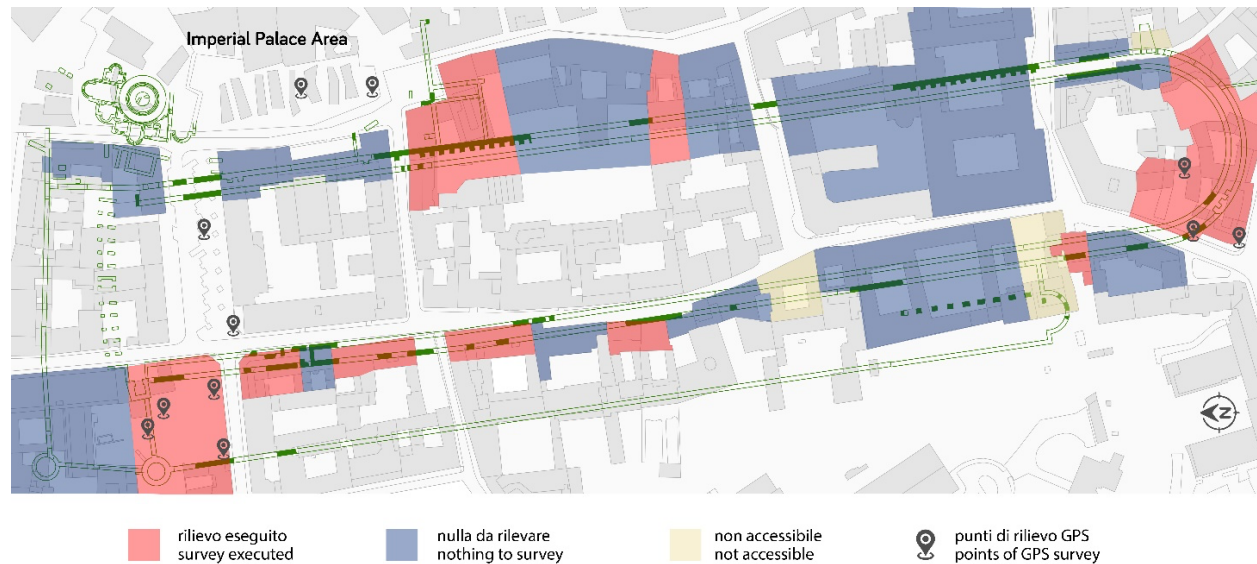 Imperial Palace Area
N
rilievo eseguito
survey executed
nulla da rilevare
nothing to survey
non accessibile
not accessible
punti di rilievo GPS
points of GPS survey